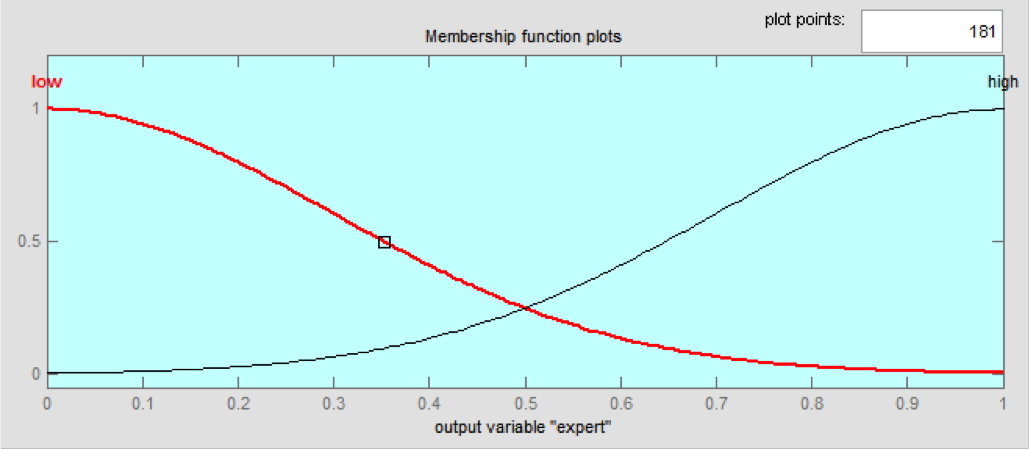 plot points: 181
Membership function plots
low high
1
0.5
0
0 0.1 0.2 0.3 0.4 0.5 0.6 0.7 0.8 0.9 1
output variable "expert"